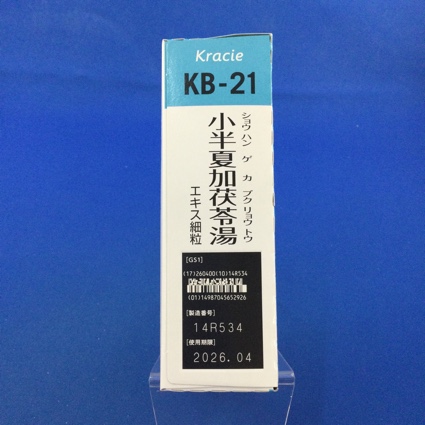 Kracie
KB-21
ショウハンゲカブクリョウトウ
小半夏加茯苓湯
エキス細粒
[GS1]
(17)260400(10)14R534
(01)14987045652926
[製造番号]
14R534
[使用期限]
2026.04